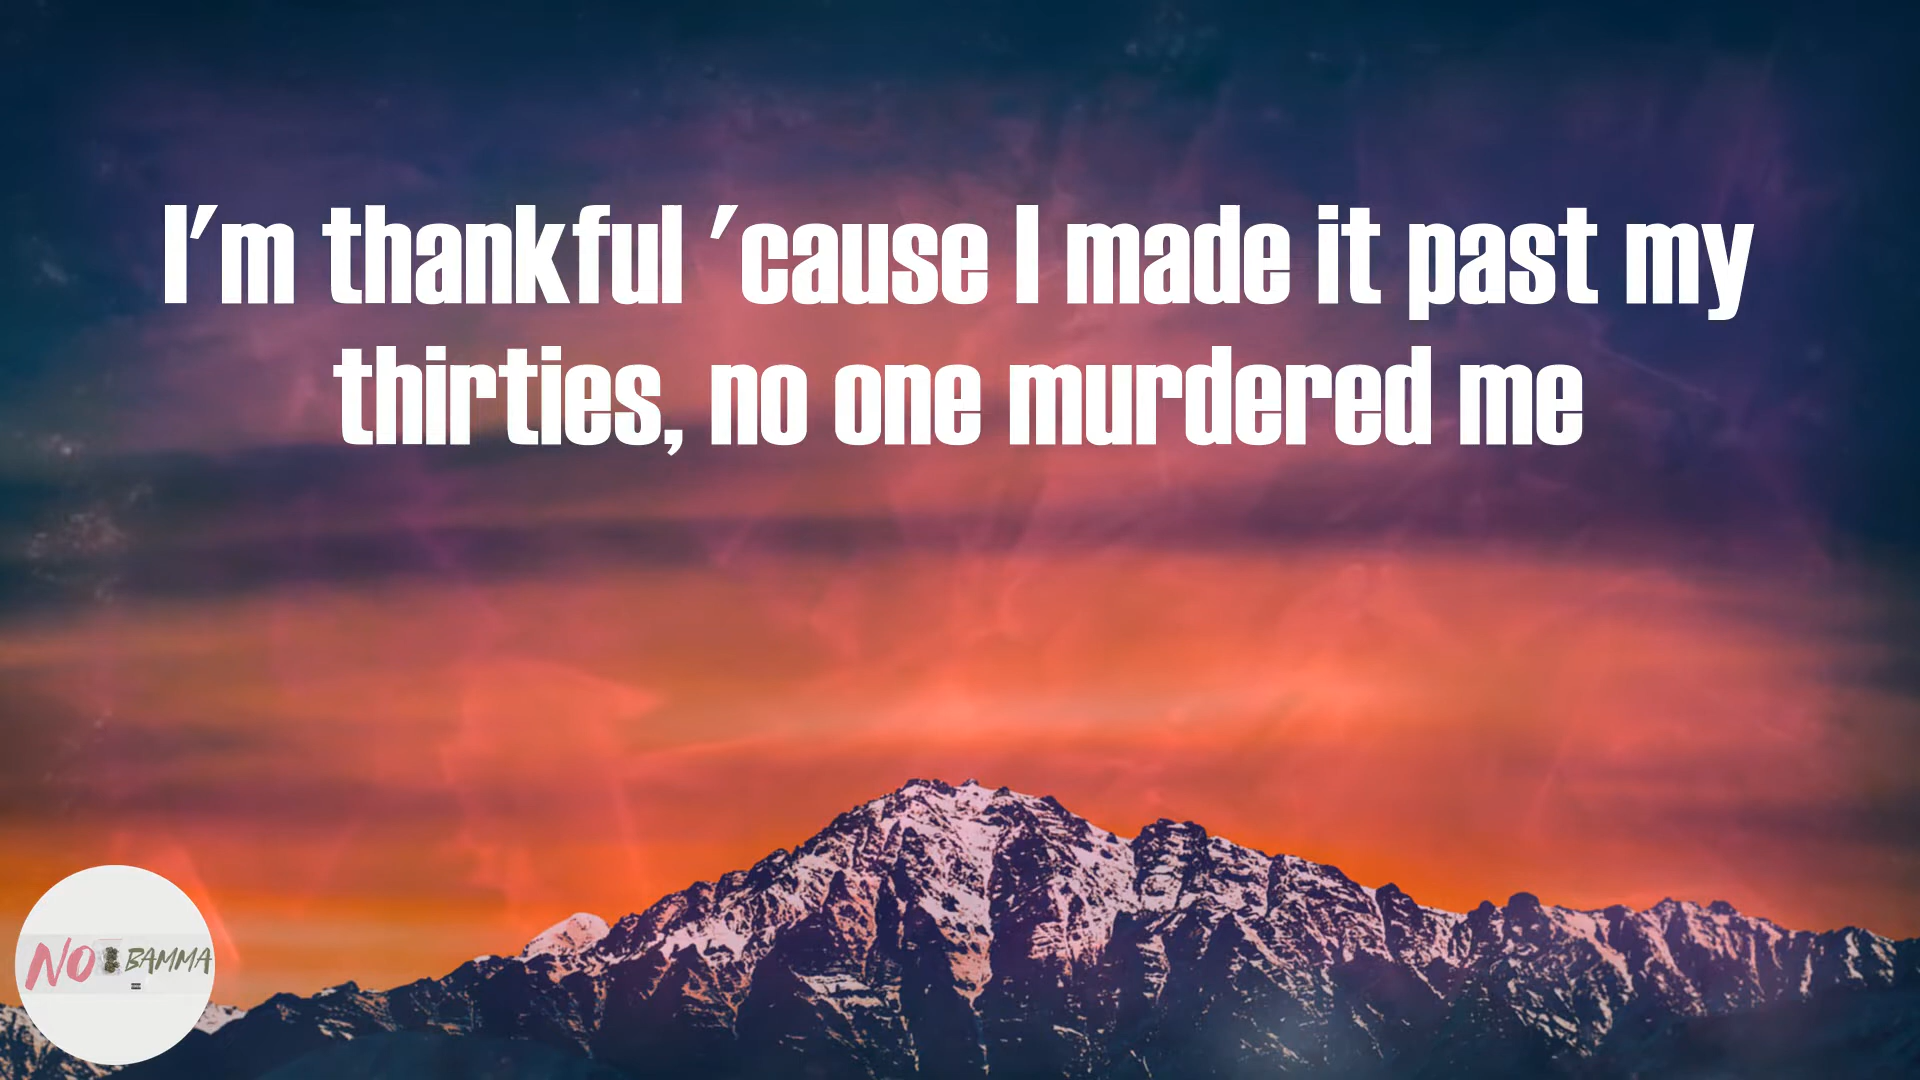 I'm thankful 'cause I made it past my
thirties, no one murdered me
NO BAMMA